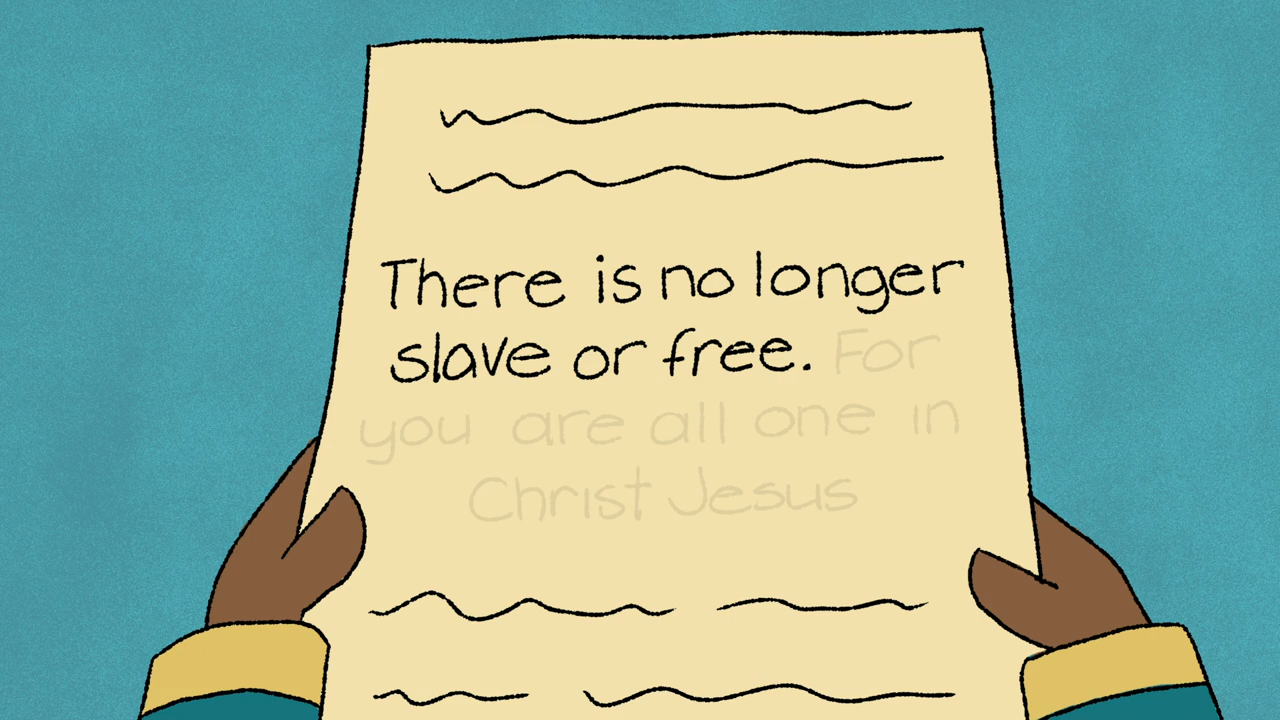 There is no longer
slave or free. For
you are all one in
Christ Jesus